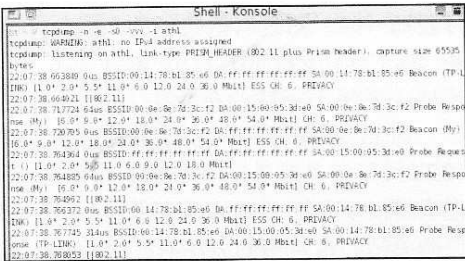 Shell - Konsole
tcpdump -n -e -s0 -vvv -i ath1
tcpdump: WARNING: ath1: no IPv4 address assigned
tcpdump: listening on ath1, link-type PRISM_HEADER (802.11 plus Prism header), capture size 65535
bytes
22:07:38.663849 0us BSSID:00:14:78:b1:85:e6 DA:ff:ff:ff:ff:ff:ff SA:00:14:78:b1:85:e6 Beacon (TP-L
INK) [1.0* 2.0* 5.5* 11.0* 6.0 12.0 24.0 36.0 Mbit] ESS CH: 6, PRIVACY
22:07:38.664021 [|802.11]
22:07:38.717724 64us BSSID:00:0e:8e:7d:3c:f2 DA:00:15:00:05:3d:e0 SA:00:0e:8e:7d:3c:f2 Probe Respo
nse (My) [6.0* 9.0* 12.0* 18.0* 24.0* 36.0* 48.0* 54.0* Mbit] CH: 6, PRIVACY
22:07:38.720705 0us BSSID:00:0e:8e:7d:3c:f2 DA:ff:ff:ff:ff:ff:ff SA:00:0e:8e:7d:3c:f2 Beacon (My)
[6.0* 9.0* 12.0* 18.0* 24.0* 36.0* 48.0* 54.0* Mbit] ESS CH: 6, PRIVACY
22:07:38.764364 0us BSSID:ff:ff:ff:ff:ff:ff DA:ff:ff:ff:ff:ff:ff SA:00:15:00:05:3d:e0 Probe Reques
t () [1.0* 2.0* 5.5 11.0 6.0 9.0 12.0 18.0 Mbit]
22:07:38.764885 64us BSSID:00:0e:8e:7d:3c:f2 DA:00:15:00:05:3d:e0 SA:00:0e:8e:7d:3c:f2 Probe Respo
nse (My) [6.0* 9.0* 12.0* 18.0* 24.0* 36.0* 48.0* 54.0* Mbit] CH: 6, PRIVACY
22:07:38.764962 [|802.11]
22:07:38.766372 0us BSSID:00:14:78:b1:85:e6 DA:ff:ff:ff:ff:ff:ff SA:00:14:78:b1:85:e6 Beacon (TP-L
INK) [1.0* 2.0* 5.5* 11.0* 6.0 12.0 24.0 36.0 Mbit] ESS CH: 6, PRIVACY
22:07:38.767745 314us BSSID:00:14:78:b1:85:e6 DA:00:15:00:05:3d:e0 SA:00:14:78:b1:85:e6 Probe Resp
onse (TP-LINK) [1.0* 2.0* 5.5* 11.0* 6.0 12.0 24.0 36.0 Mbit] CH: 6, PRIVACY
22:07:38.768053 [|802.11]